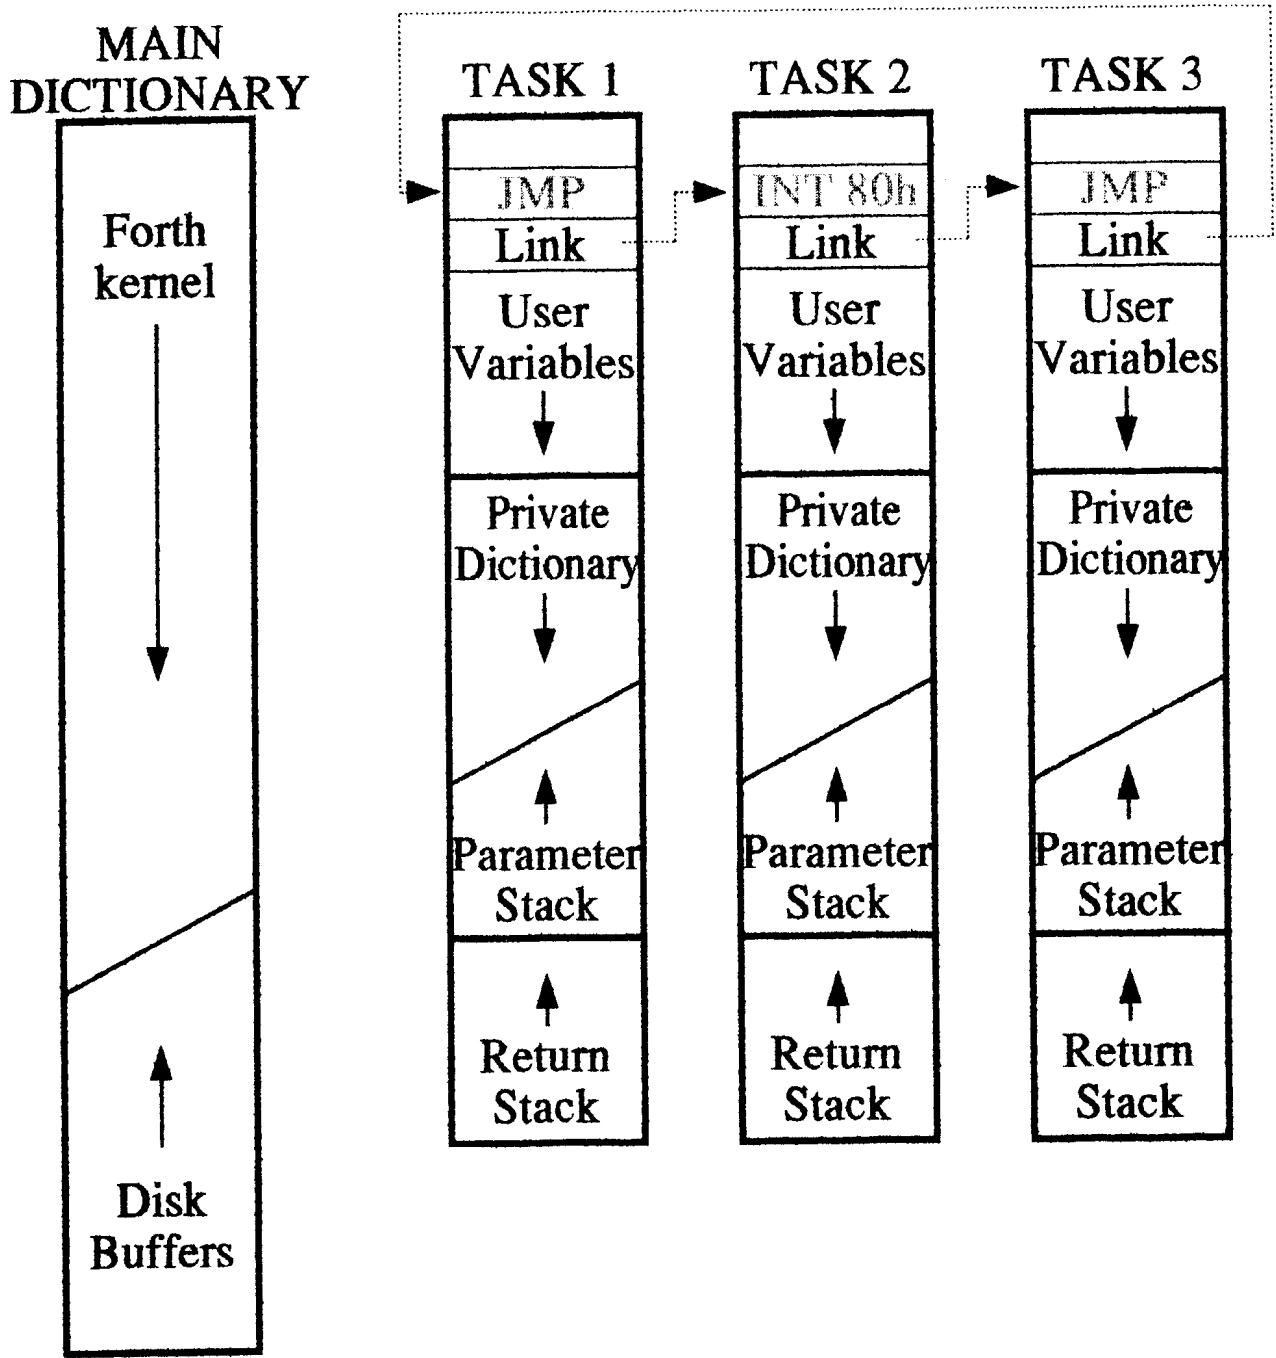 MAIN
DICTIONARY
Forth
kernel
Disk
Buffers
TASK 1
JMP
Link
User
Variables
Private
Dictionary
Parameter
Stack
Return
Stack
TASK 2
INT 80h
Link
User
Variables
Private
Dictionary
Parameter
Stack
Return
Stack
TASK 3
JMP
Link
User
Variables
Private
Dictionary
Parameter
Stack
Return
Stack